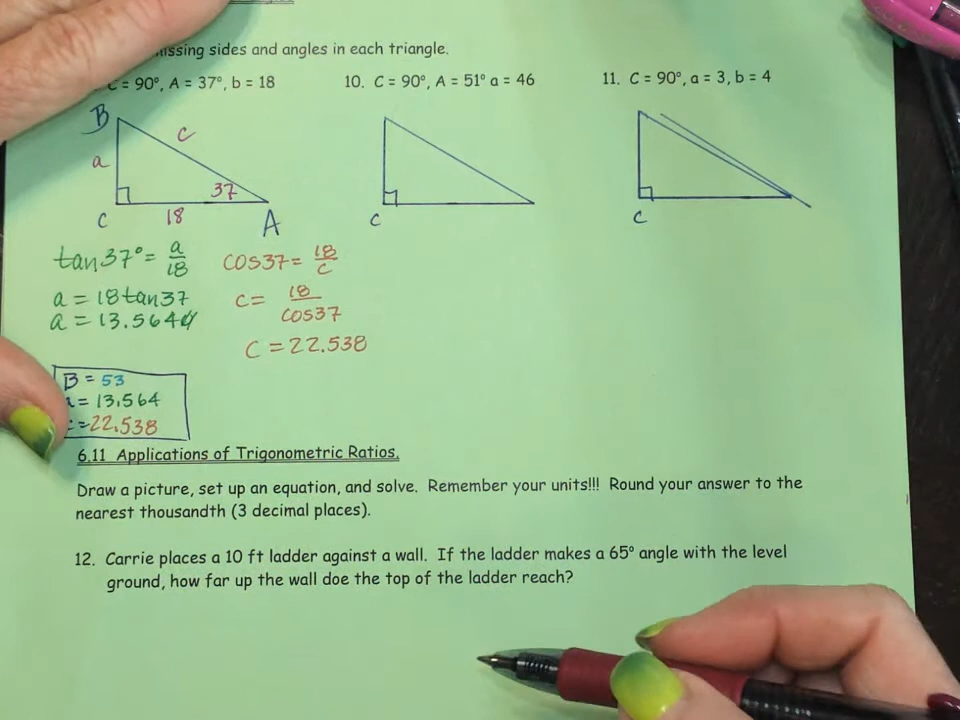 missing sides and angles in each triangle.
C = 90°, A = 37°, b = 18
10. C = 90°, A = 51° a = 46
11. C = 90°, a = 3, b = 4
B
c
a
37
C
18
A
C
C
tan37° = a/18
cos37 = 18/c
a = 18tan37
c = 18/cos37
a = 13.564
c = 22.538
B = 53
a = 13.564
c = 22.538
6.11 Applications of Trigonometric Ratios.
Draw a picture, set up an equation, and solve. Remember your units!!! Round your answer to the
nearest thousandth (3 decimal places).
12. Carrie places a 10 ft ladder against a wall. If the ladder makes a 65° angle with the level
ground, how far up the wall doe the top of the ladder reach?